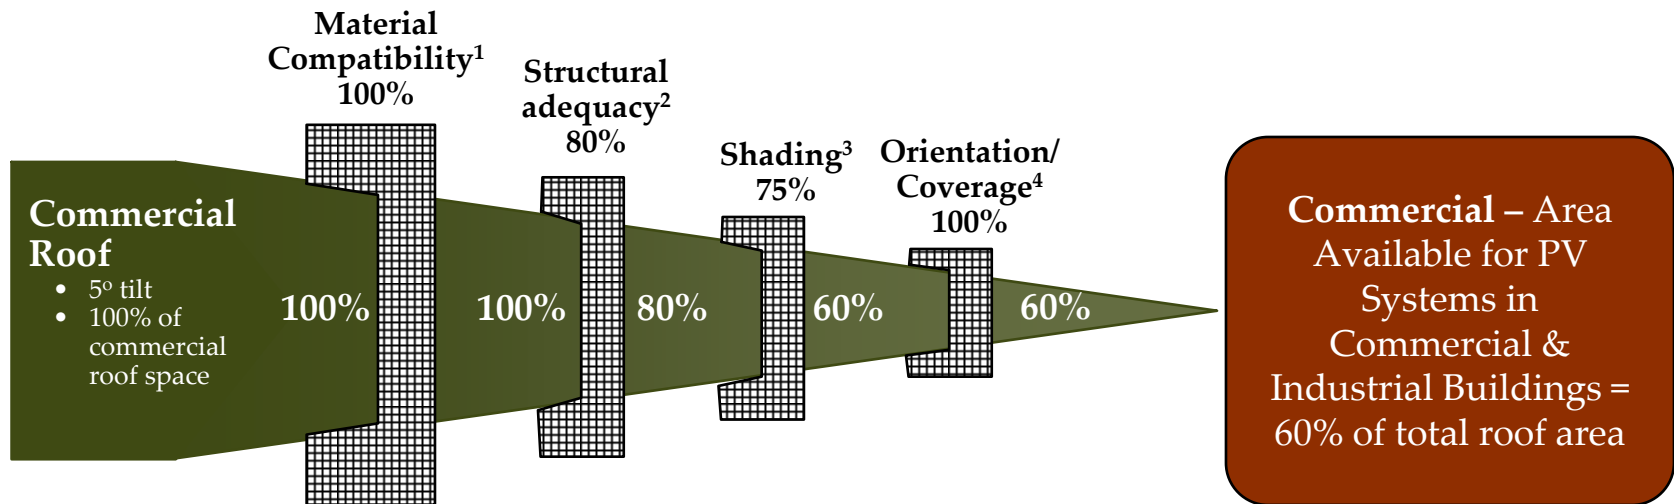 Material
Compatibility¹
100%
Structural
adequacy²
80%
Shading³
75%
Orientation/
Coverage⁴
100%
Commercial
Roof
• 5º tilt
• 100% of
commercial
roof space
100%
100%
80%
60%
60%
Commercial – Area
Available for PV
Systems in
Commercial &
Industrial Buildings =
60% of total roof area